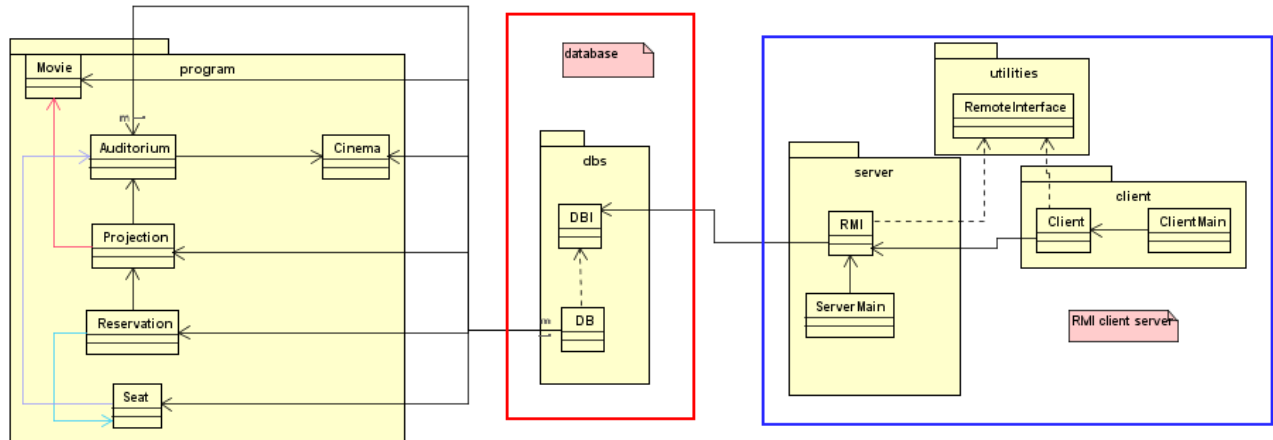 program
Movie
m
Auditorium
Cinema
Projection
Reservation
Seat
database
dbs
DBI
m
DB
utilities
RemoteInterface
server
RMI
ServerMain
client
Client
ClientMain
RMI client server